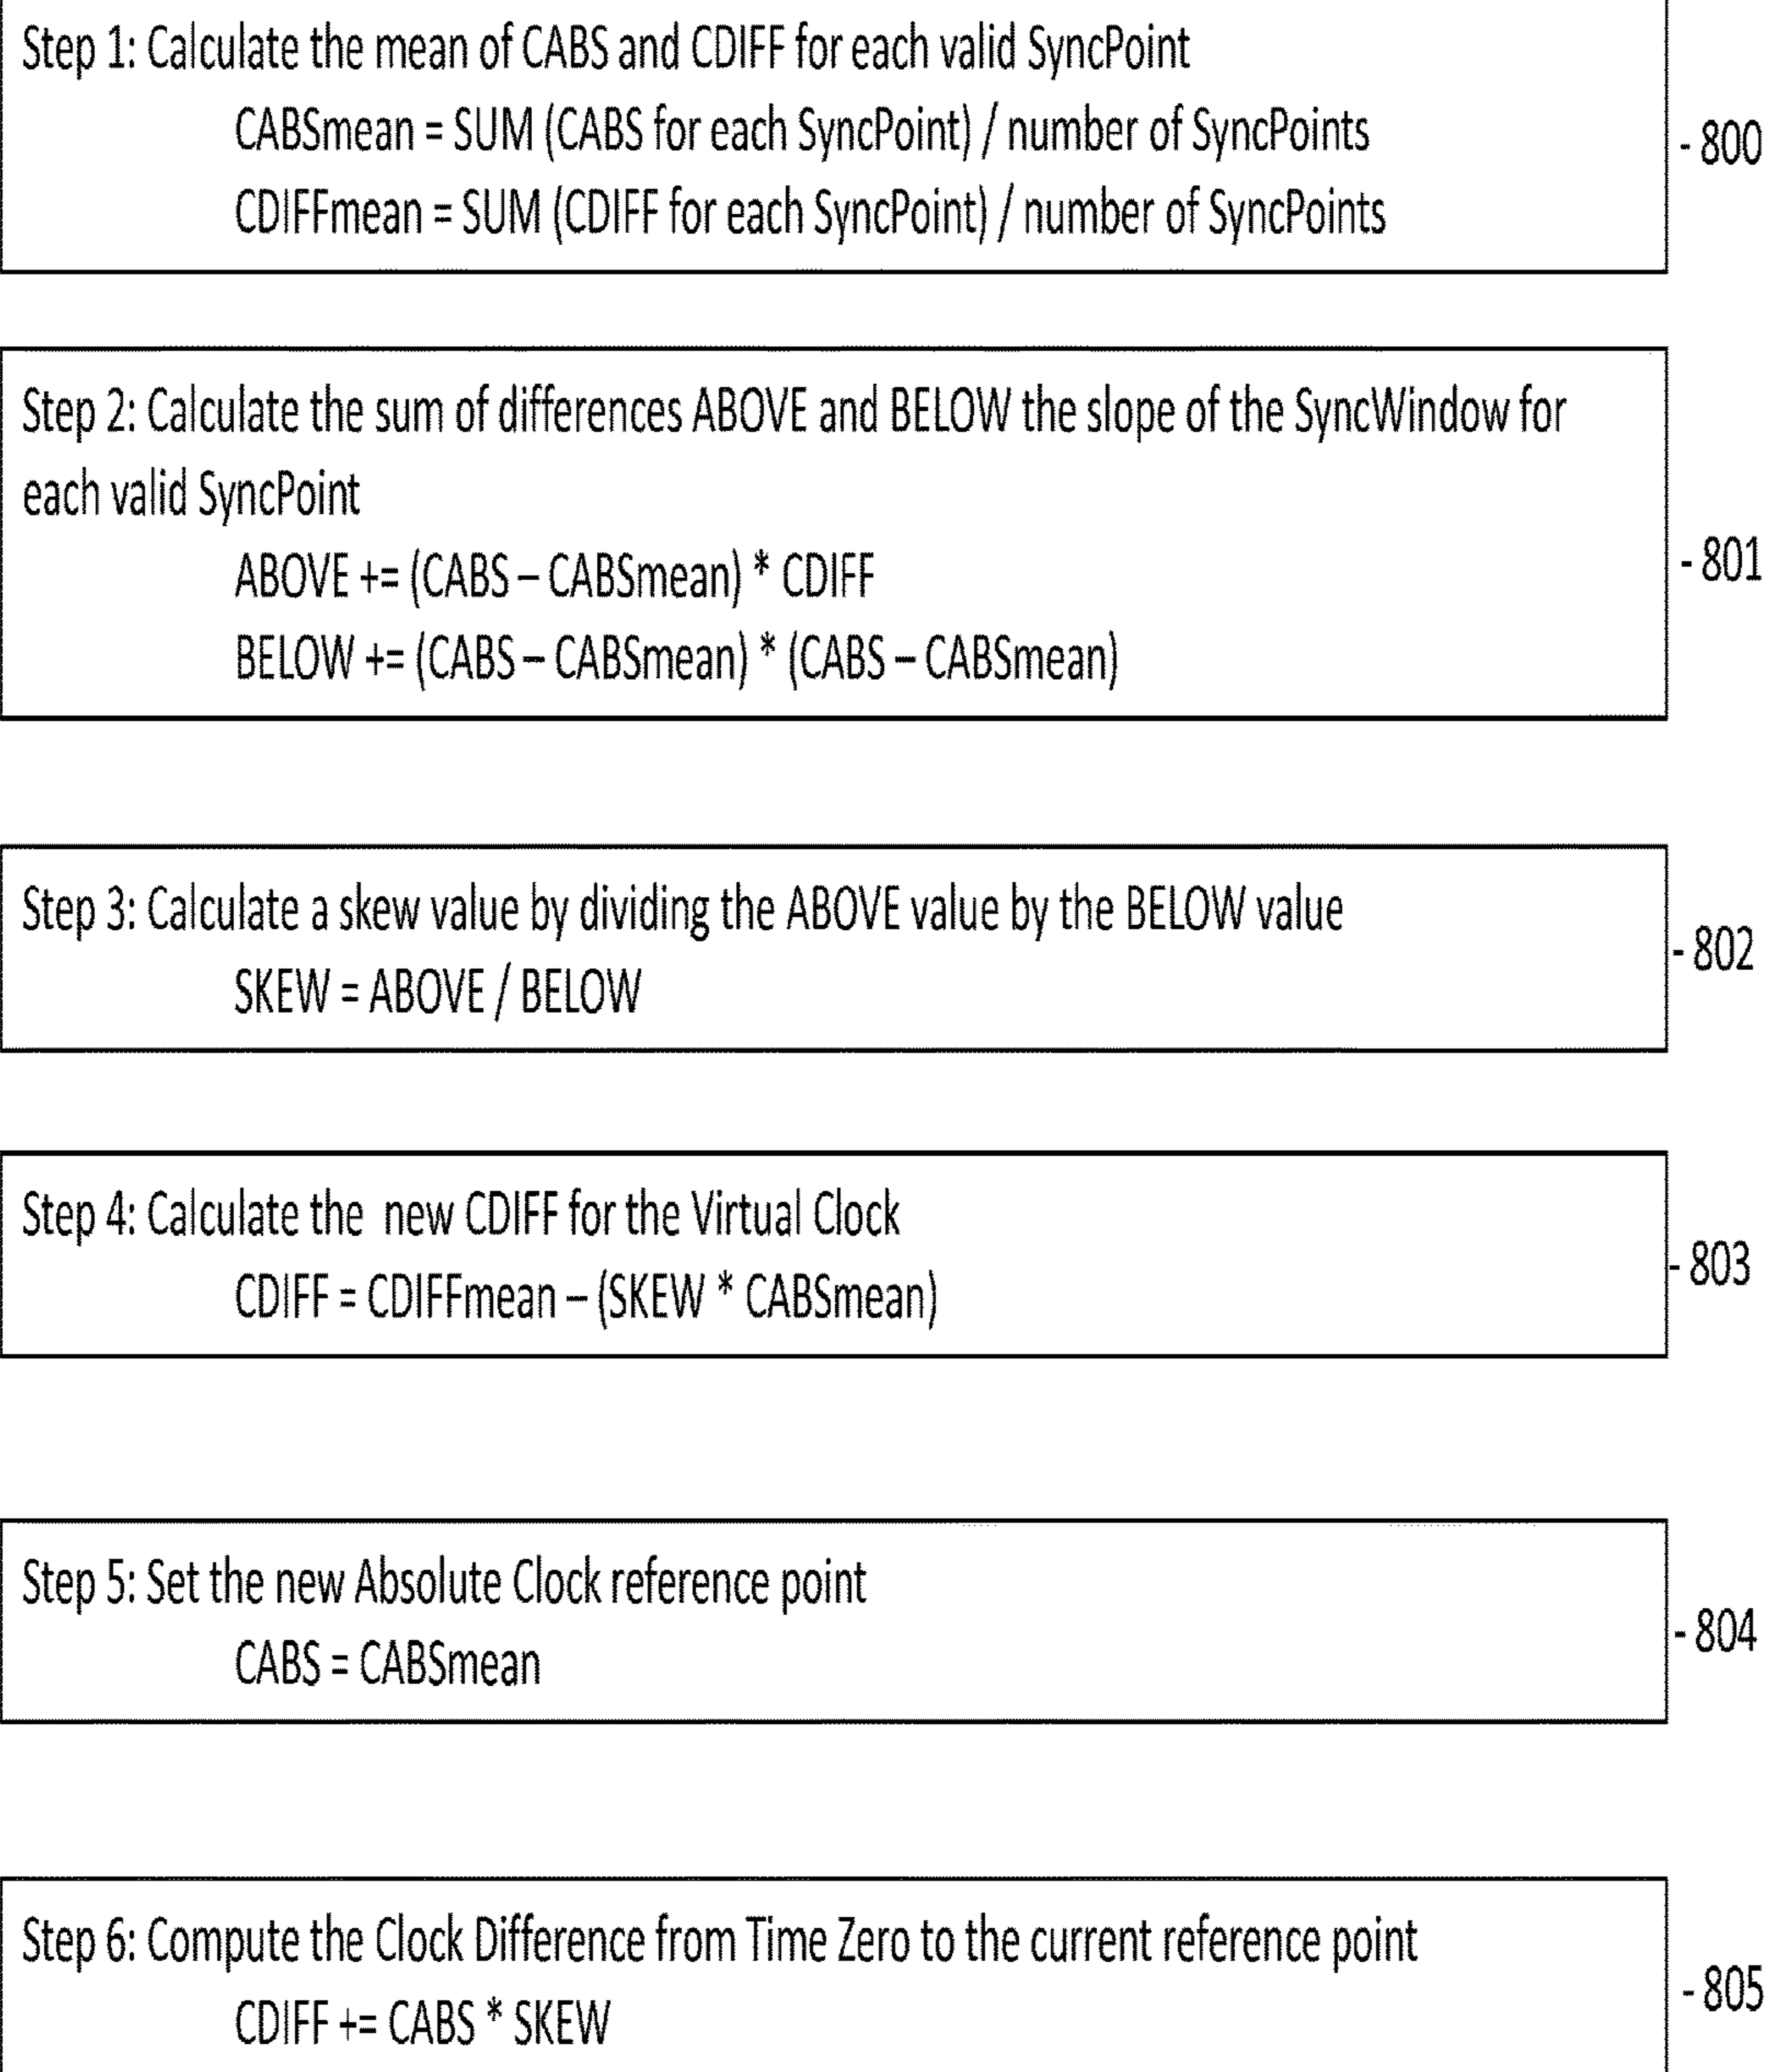 Step 1: Calculate the mean of CABS and CDIFF for each valid SyncPoint
CABSmean = SUM (CABS for each SyncPoint) / number of SyncPoints
- 800
CDIFFmean = SUM (CDIFF for each SyncPoint) / number of SyncPoints
Step 2: Calculate the sum of differences ABOVE and BELOW the slope of the SyncWindow for
each valid SyncPoint
ABOVE += (CABS – CABSmean) * CDIFF
- 801
BELOW += (CABS – CABSmean) * (CABS – CABSmean)
Step 3: Calculate a skew value by dividing the ABOVE value by the BELOW value
- 802
SKEW = ABOVE / BELOW
Step 4: Calculate the new CDIFF for the Virtual Clock
- 803
CDIFF = CDIFFmean – (SKEW * CABSmean)
Step 5: Set the new Absolute Clock reference point
- 804
CABS = CABSmean
Step 6: Compute the Clock Difference from Time Zero to the current reference point
- 805
CDIFF += CABS * SKEW